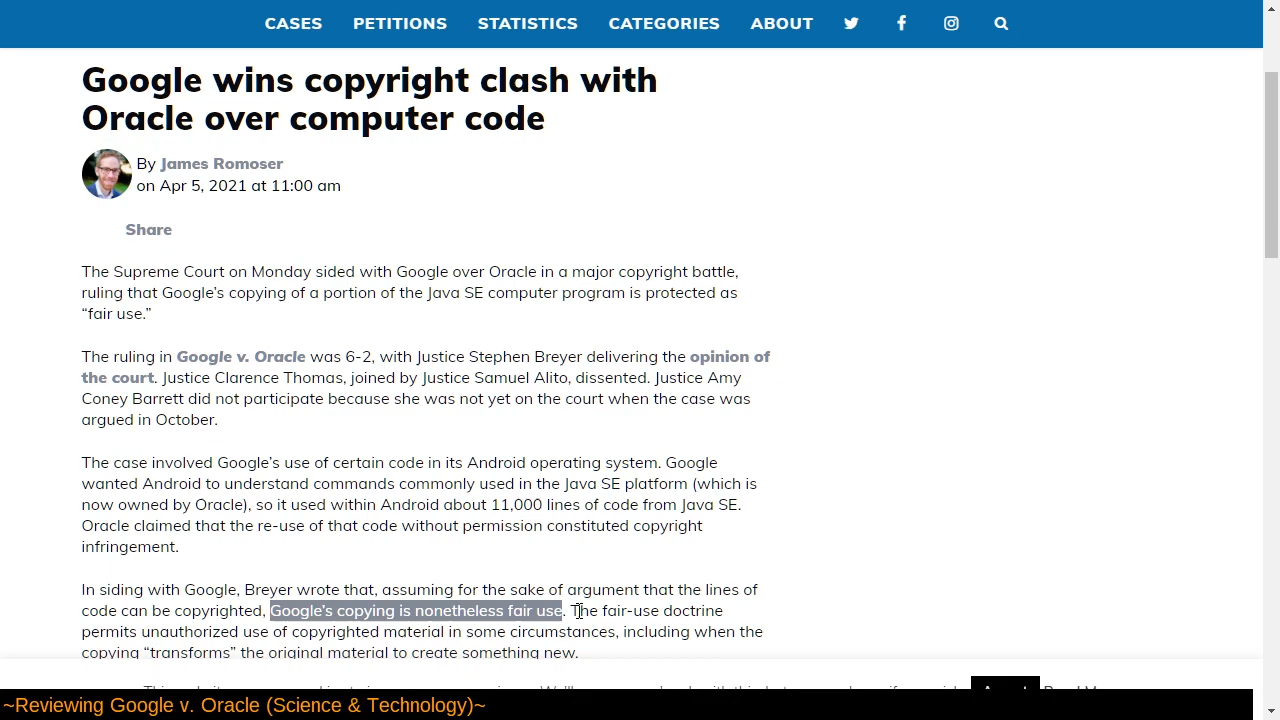 CASES PETITIONS STATISTICS CATEGORIES ABOUT
Google wins copyright clash with
Oracle over computer code
By James Romoser
on Apr 5, 2021 at 11:00 am
Share
The Supreme Court on Monday sided with Google over Oracle in a major copyright battle,
ruling that Google’s copying of a portion of the Java SE computer program is protected as
“fair use.”
The ruling in Google v. Oracle was 6-2, with Justice Stephen Breyer delivering the opinion of
the court. Justice Clarence Thomas, joined by Justice Samuel Alito, dissented. Justice Amy
Coney Barrett did not participate because she was not yet on the court when the case was
argued in October.
The case involved Google’s use of certain code in its Android operating system. Google
wanted Android to understand commands commonly used in the Java SE platform (which is
now owned by Oracle), so it used within Android about 11,000 lines of code from Java SE.
Oracle claimed that the re-use of that code without permission constituted copyright
infringement.
In siding with Google, Breyer wrote that, assuming for the sake of argument that the lines of
code can be copyrighted, Google’s copying is nonetheless fair use. The fair-use doctrine
permits unauthorized use of copyrighted material in some circumstances, including when the
copying “transforms” the original material to create something new.
~Reviewing Google v. Oracle (Science & Technology)~